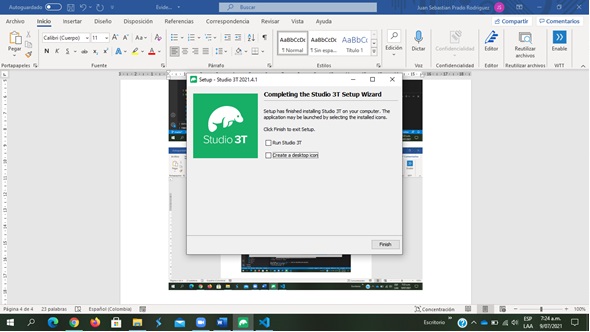 Autoguardado
Evide...
Buscar
Juan Sebastian Prado Rodriguez
Archivo Inicio Insertar Diseño Disposición Referencias Correspondencia Revisar Vista Ayuda
Compartir Comentarios
Pegar
Calibri (Cuerpo) 11
AaBbCcDc AaBbCcDc AaBbCc
¶ Normal ¶ Sin espa... Título 1
Edición
Dictar
Confidencialidad
Editor
Reutilizar archivos
Enable
Portapapeles Fuente Párrafo Estilos Voz Confidencialidad Editor Reutilizar archivos WTT
Setup - Studio 3T 2021.4.1
Completing the Studio 3T Setup Wizard
Setup has finished installing Studio 3T on your computer. The
application may be launched by selecting the installed icons.
Click Finish to exit Setup.
Run Studio 3T
Create a desktop icon
Studio 3T
Finish
Página 4 de 4 23 palabras Español (Colombia)
Concentración
100%
Escritorio
ESP
LAA
7:24 a.m.
9/07/2021